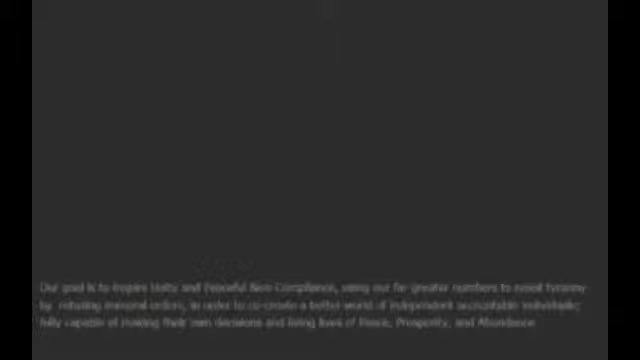 Our goal is to Inspire Unity and Peaceful Non Compliance, using our far greater numbers to avoid tyranny
by refusing immoral orders, in order to co-create a better world of independent accountable individuals;
fully capable of making their own decisions and living lives of Peace, Prosperity, and Abundance